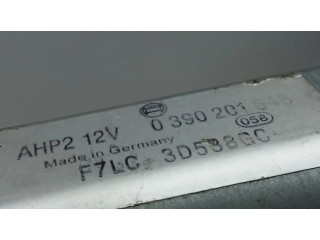 AHP2 12V 0 390 201
Made in Germany 058
F7LC 3D538GC